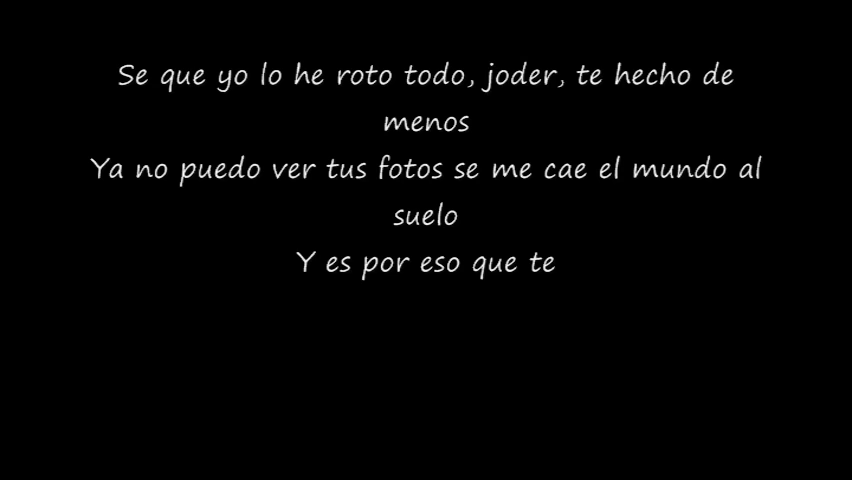 Se que yo lo he roto todo, joder, te hecho de
menos
Ya no puedo ver tus fotos se me cae el mundo al
suelo
Y es por eso que te